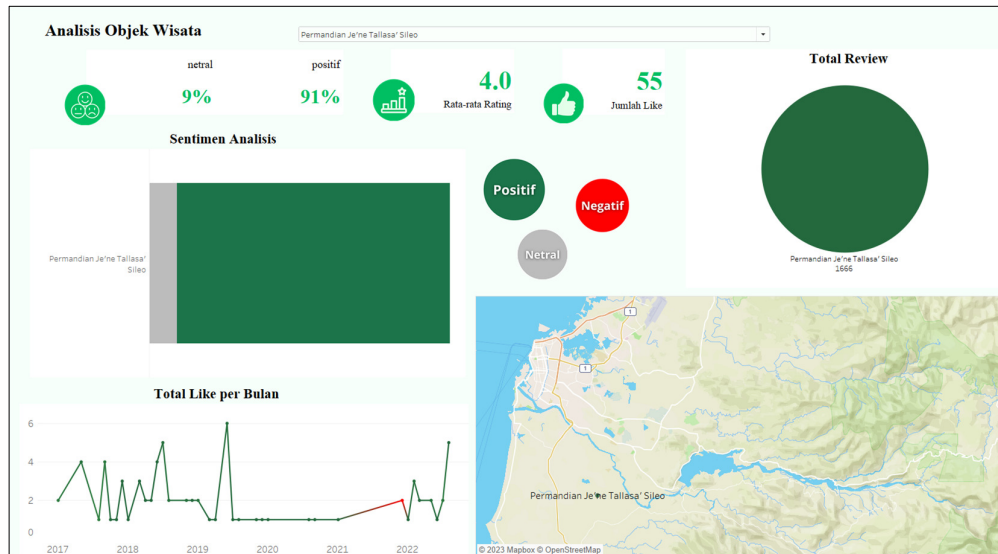 Analisis Objek Wisata
Permandian Je'ne Tallasa' Sileo
netral
positif
9%
91%
4.0
Rata-rata Rating
55
Jumlah Like
Total Review
Permandian Je'ne Tallasa' Sileo
1666
Sentimen Analisis
Permandian Je'ne Tallasa'
Sileo
Positif
Negatif
Netral
Total Like per Bulan
6
4
2
0
2017
2018
2019
2020
2021
2022
1
1
Permandian Je'ne Tallasa' Sileo
© 2023 Mapbox © OpenStreetMap